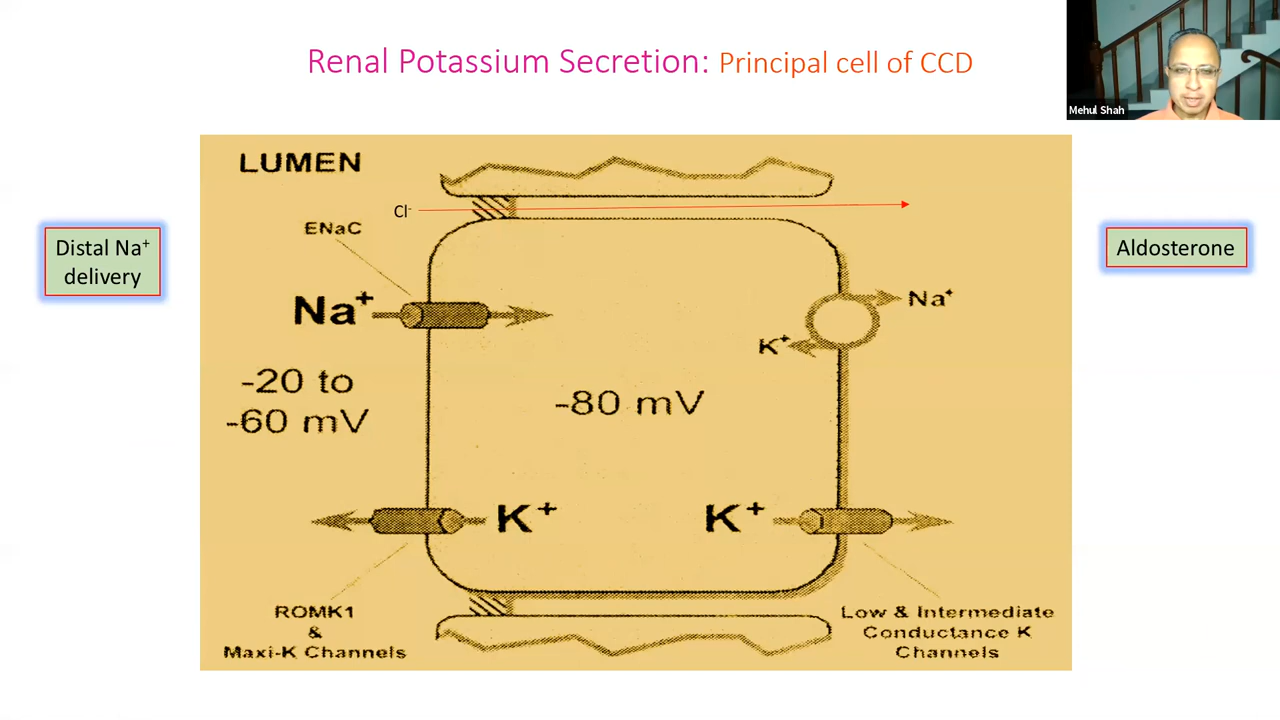 Renal Potassium Secretion: Principal cell of CCD
Mehul Shah
LUMEN
Cl⁻
ENaC
Distal Na⁺
delivery
Aldosterone
Na⁺
Na⁺
K⁺
-20 to
-60 mV
-80 mV
K⁺
K⁺
ROMK1
&
Maxi-K Channels
Low & Intermediate
Conductance K
Channels